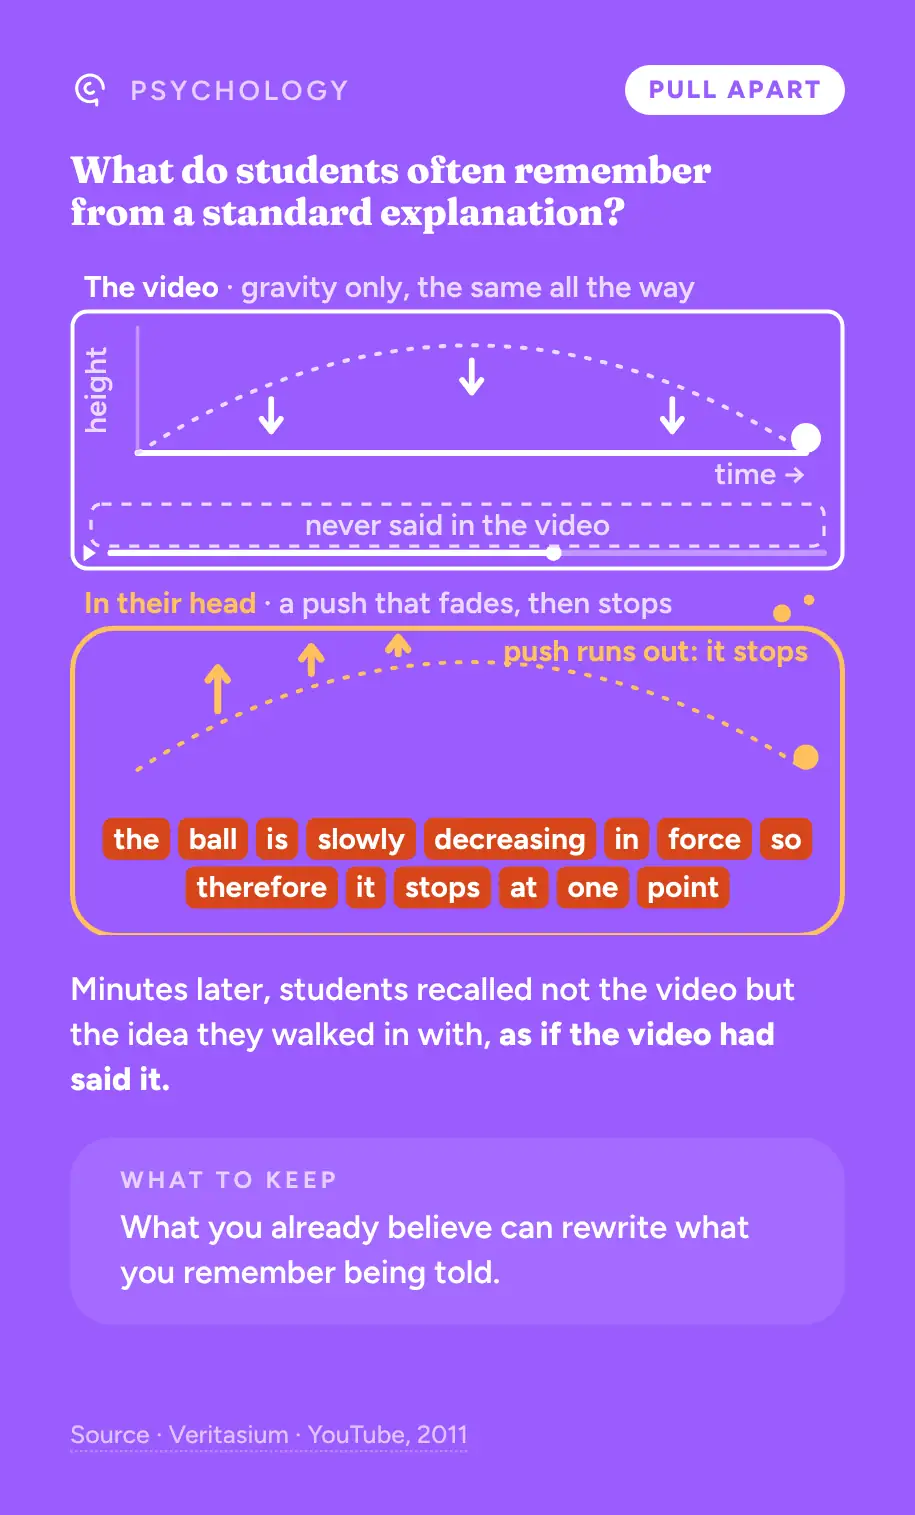 PSYCHOLOGY
PULL APART
What do students often remember
from a standard explanation?
The video · gravity only, the same all the way
height
time →
never said in the video
In their head · a push that fades, then stops
push runs out: it stops
the ball is slowly decreasing in force so
therefore it stops at one point
Minutes later, students recalled not the video but
the idea they walked in with, as if the video had
said it.
WHAT TO KEEP
What you already believe can rewrite what
you remember being told.
Source · Veritasium · YouTube, 2011